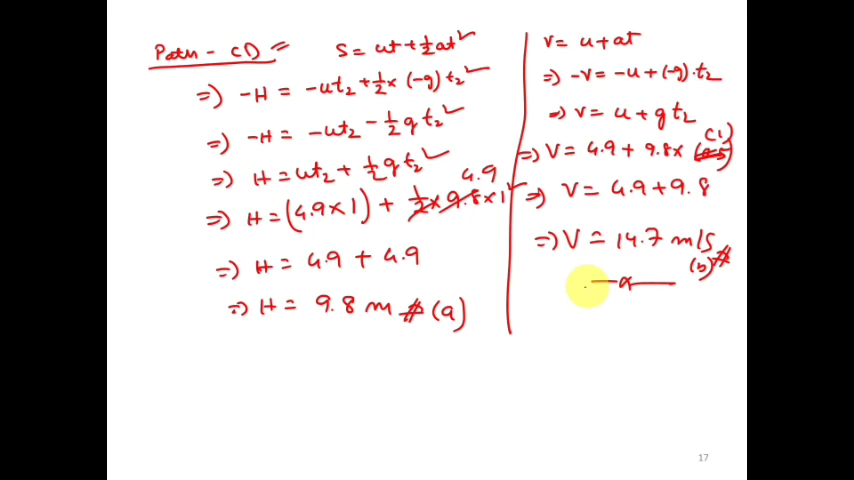 Path - CD =
S = ut + ½at²
⇒ -H = -ut₂ + ½ × (-g) t₂²
⇒ -H = -ut₂ - ½ g t₂²
⇒ H = ut₂ + ½ g t₂²
4.9
⇒ H = (4.9×1) + ½ × 9.8 × 1²
⇒ H = 4.9 + 4.9
⇒ H = 9.8 m # (a)
V = u + at
⇒ -V = -u + (-g).t₂
⇒ V = u + g t₂
(1)
⇒ V = 4.9 + 9.8×
⇒ V = 4.9 + 9.8
⇒ V = 14.7 m/s #
(b)
—x—
17